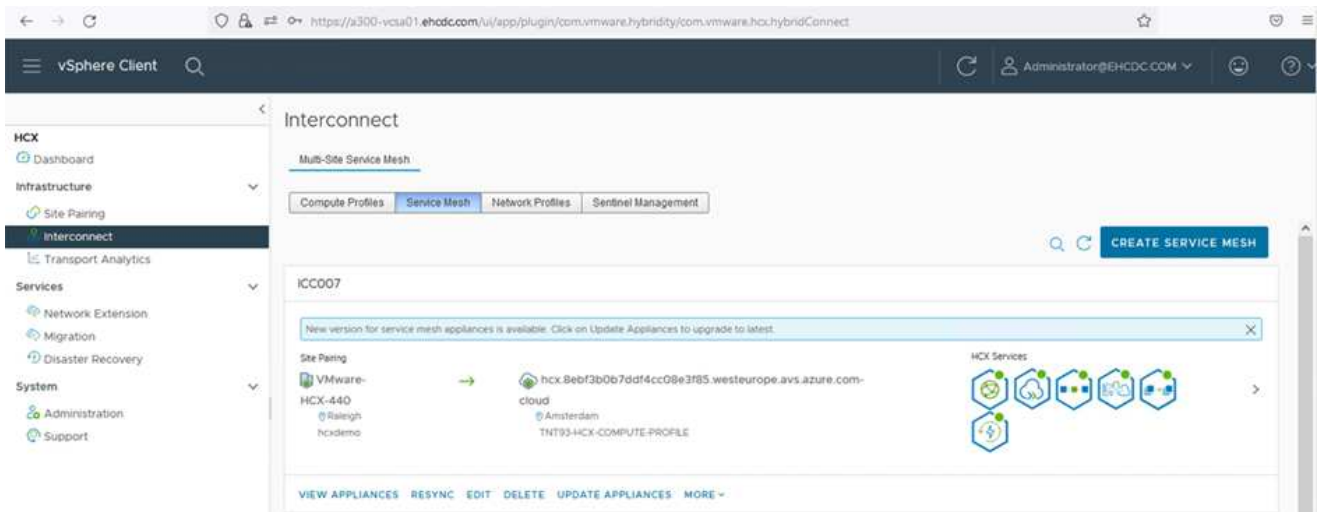 https://a300-vcsa01.ehcdc.com/ui/app/plugin/com.vmware.hybridity/com.vmware.hcx.hybridConnect
vSphere Client
Administrator@EHCDC.COM
HCX
Dashboard
Infrastructure
Site Pairing
Interconnect
Transport Analytics
Services
Network Extension
Migration
Disaster Recovery
System
Administration
Support
Interconnect
Multi-Site Service Mesh
Compute Profiles Service Mesh Network Profiles Sentinel Management
CREATE SERVICE MESH
ICC007
New version for service mesh appliances is available. Click on Update Appliances to upgrade to latest.
Site Pairing
VMware-
HCX-440
Raleigh
hcxdemo
hcx.8ebf3b0b7ddf4cc08e3f85.westeurope.avs.azure.com-
cloud
Amsterdam
TNT93-HCX-COMPUTE-PROFILE
HCX Services
VIEW APPLIANCES RESYNC EDIT DELETE UPDATE APPLIANCES MORE